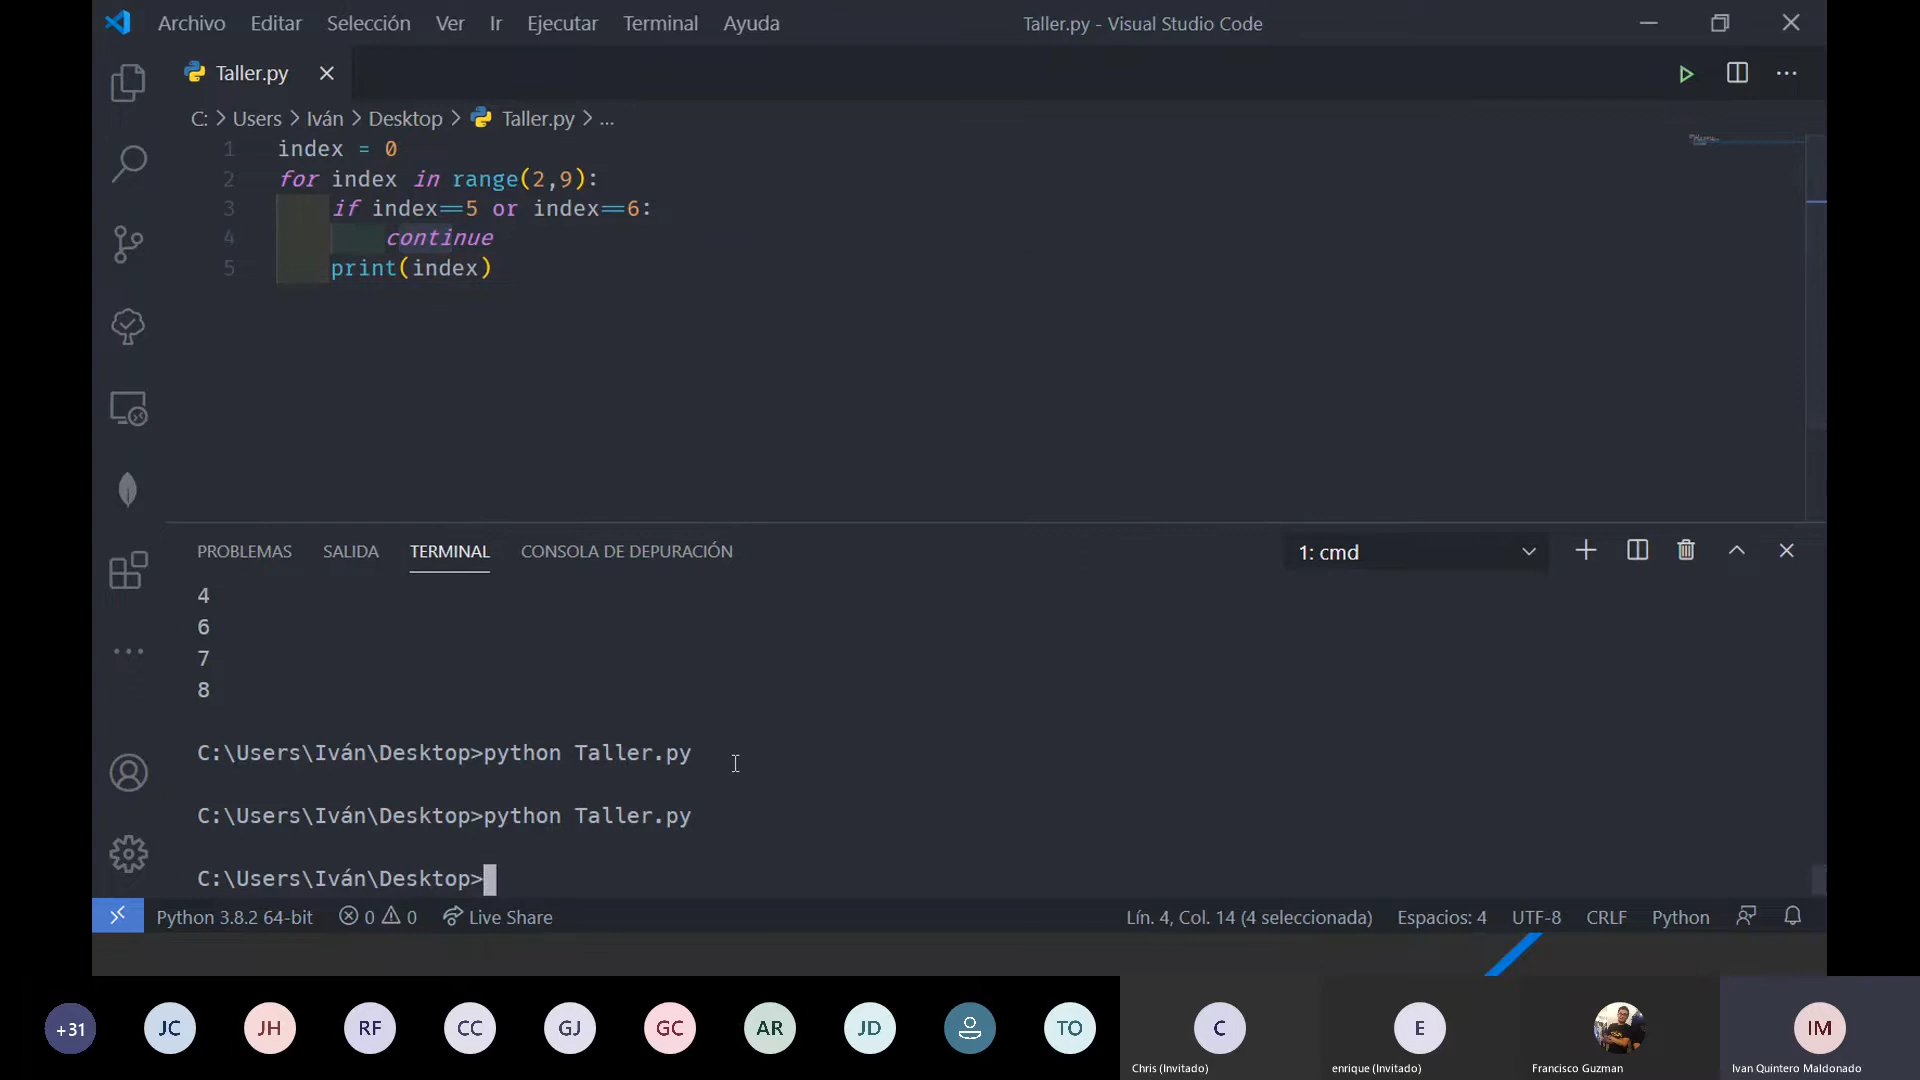 Archivo Editar Selección Ver Ir Ejecutar Terminal Ayuda Taller.py - Visual Studio Code
Taller.py
C: > Users > Iván > Desktop > Taller.py > ...
1 index = 0
2 for index in range(2,9):
3 if index==5 or index==6:
4 continue
5 print(index)
PROBLEMAS SALIDA TERMINAL CONSOLA DE DEPURACIÓN 1: cmd
4
6
7
8
C:\Users\Iván\Desktop>python Taller.py
C:\Users\Iván\Desktop>python Taller.py
C:\Users\Iván\Desktop>
Python 3.8.2 64-bit 0 0 Live Share Lín. 4, Col. 14 (4 seleccionada) Espacios: 4 UTF-8 CRLF Python
+31 JC JH RF CC GJ GC AR JD TO C E IM
Chris (Invitado) enrique (Invitado) Francisco Guzman Ivan Quintero Maldonado